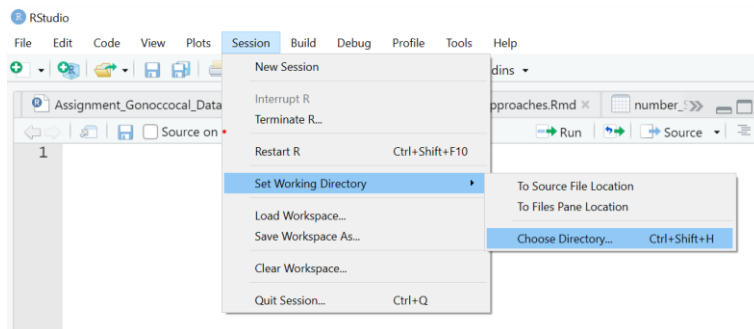 RStudio
File Edit Code View Plots Session Build Debug Profile Tools Help
New Session
dins
Interrupt R
Assignment_Gonoccocal_Data
pproaches.Rmd
number_S
Terminate R...
Source on
Run
Source
1
Restart R Ctrl+Shift+F10
Set Working Directory
To Source File Location
To Files Pane Location
Choose Directory... Ctrl+Shift+H
Load Workspace...
Save Workspace As...
Clear Workspace...
Quit Session... Ctrl+Q